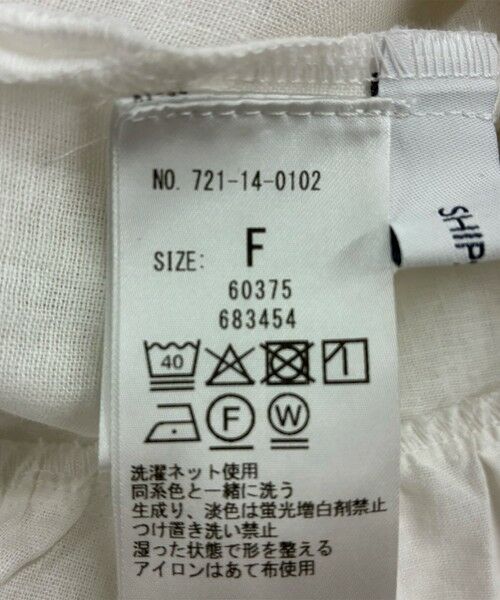 NO. 721-14-0102
SIZE: F
60375
683454
40
F
W
洗濯ネット使用
同系色と一緒に洗う
生成り、淡色は蛍光増白剤禁止
つけ置き洗い禁止
湿った状態で形を整える
アイロンはあて布使用
SHIP